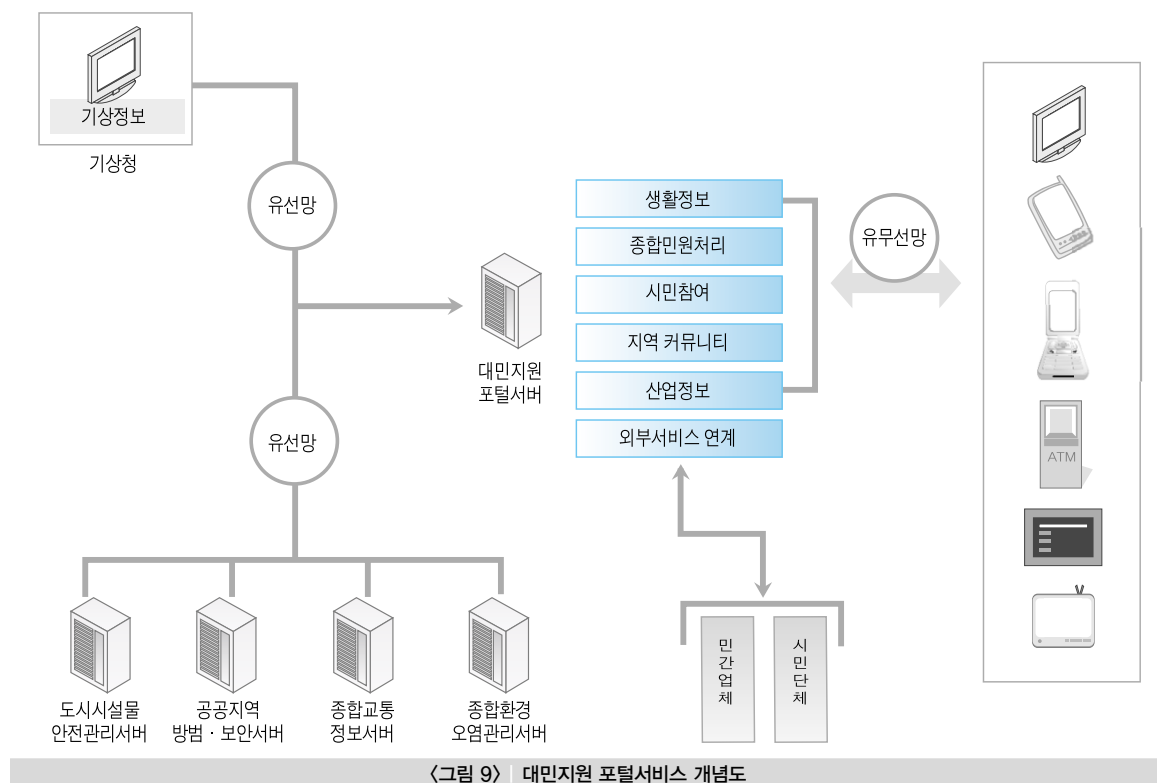 기상정보
기상청
유선망
대민지원
포털서버
유선망
도시시설물
안전관리서버
공공지역
방범 · 보안서버
종합교통
정보서버
종합환경
오염관리서버
생활정보
종합민원처리
시민참여
지역 커뮤니티
산업정보
외부서비스 연계
민간업체
시민단체
유무선망
ATM
〈그림 9〉 | 대민지원 포털서비스 개념도